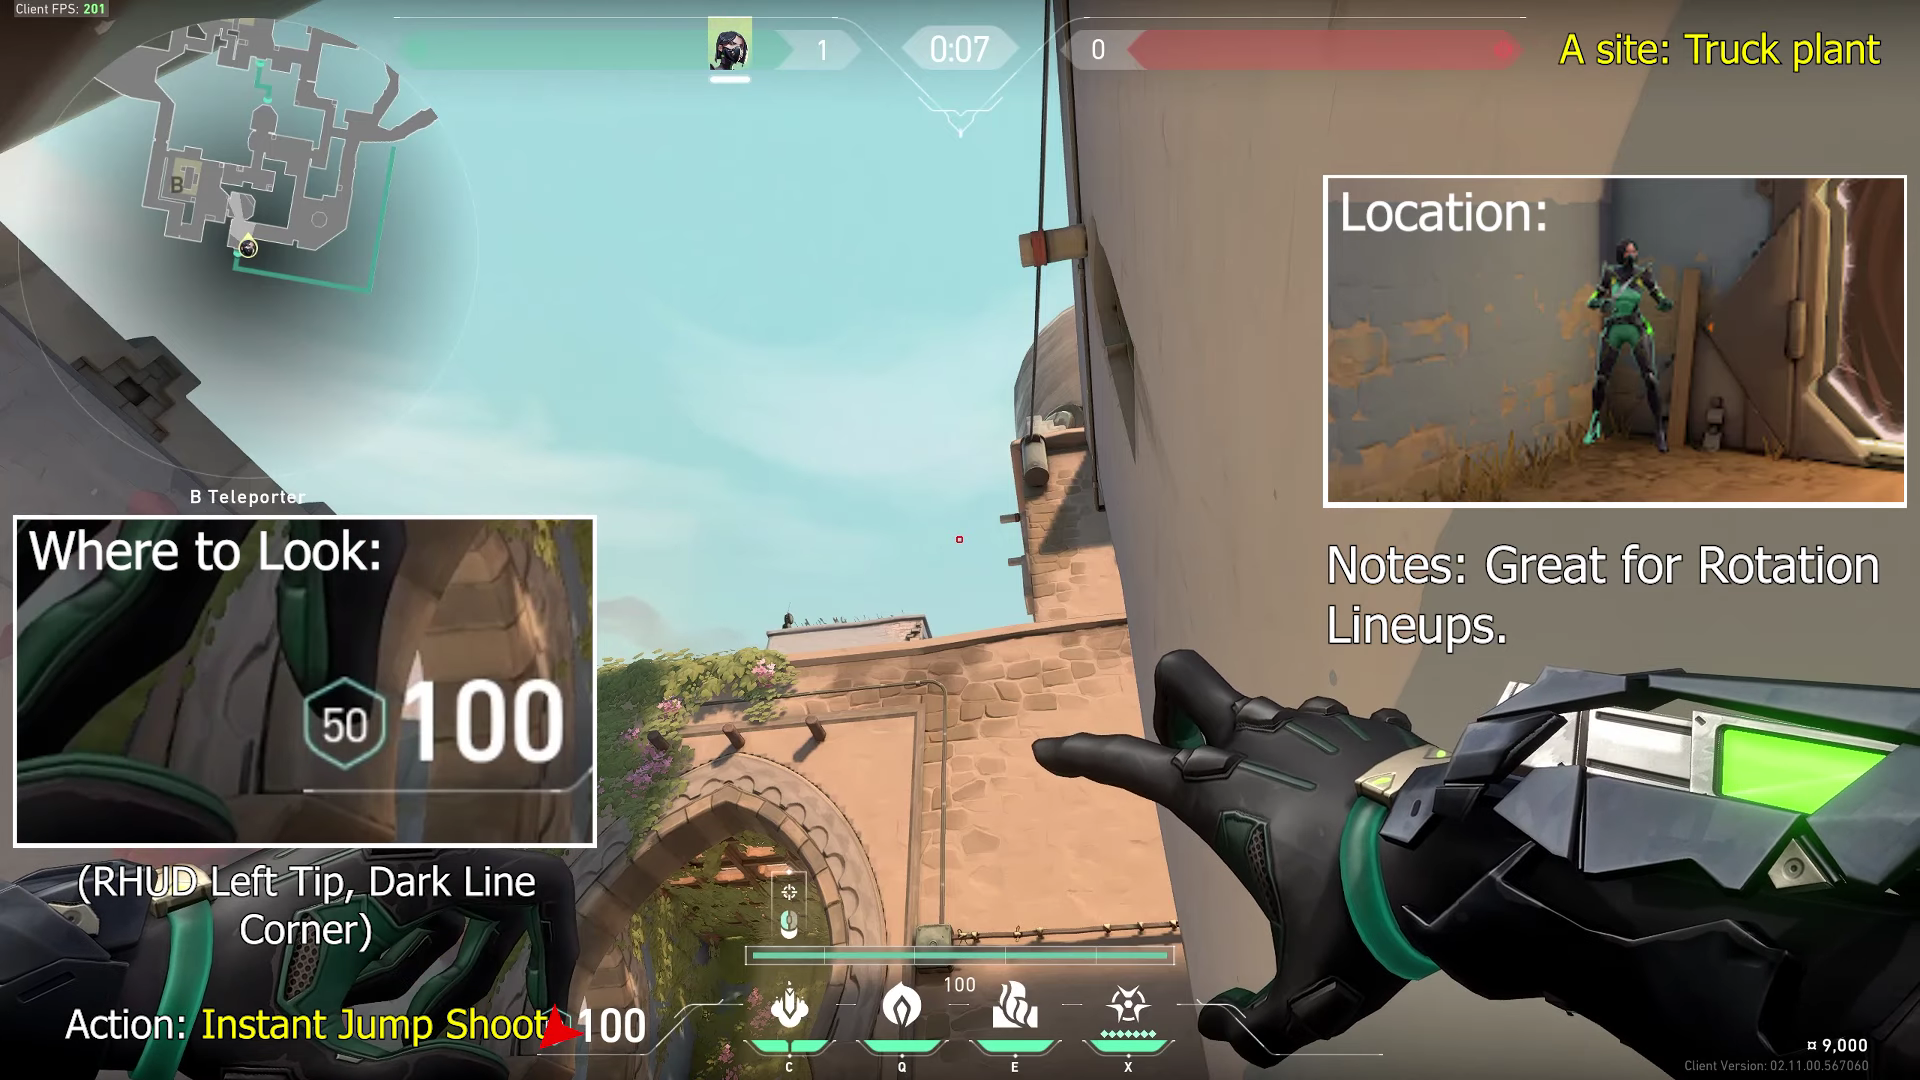 Client FPS: 201
1
0:07
0
A site: Truck plant
B
Location:
B Teleporter
Where to Look:
50
100
Notes: Great for Rotation
Lineups.
(RHUD Left Tip, Dark Line
Corner)
Action: Instant Jump Shoot
100
100
C
Q
E
X
¤ 9,000
Client Version: 02.11.00.567060